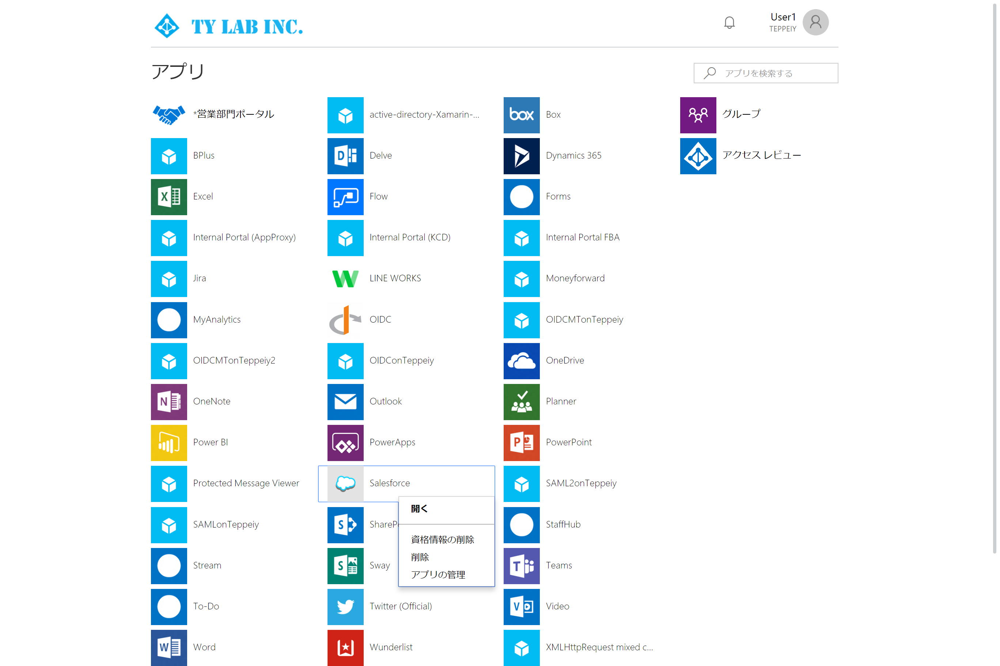 TY LAB INC.
User1
TEPPEIY
アプリ
アプリを検索する
*営業部門ポータル
active-directory-Xamarin-...
box
Box
グループ
BPlus
D
Delve
Dynamics 365
アクセス レビュー
X
Excel
Flow
Forms
Internal Portal (AppProxy)
Internal Portal (KCD)
Internal Portal FBA
Jira
LINE WORKS
Moneyforward
MyAnalytics
OIDC
OIDCMTonTeppeiy
OIDCMTonTeppeiy2
OIDConTeppeiy
OneDrive
N
OneNote
Outlook
Planner
Power BI
PowerApps
P
PowerPoint
Protected Message Viewer
Salesforce
SAML2onTeppeiy
開く
資格情報の削除
削除
アプリの管理
SAMLonTeppeiy
S
StaffHub
Stream
S
Sway
T
Teams
To-Do
Twitter (Official)
V
Video
W
Word
Wunderlist
XMLHttpRequest mixed c...